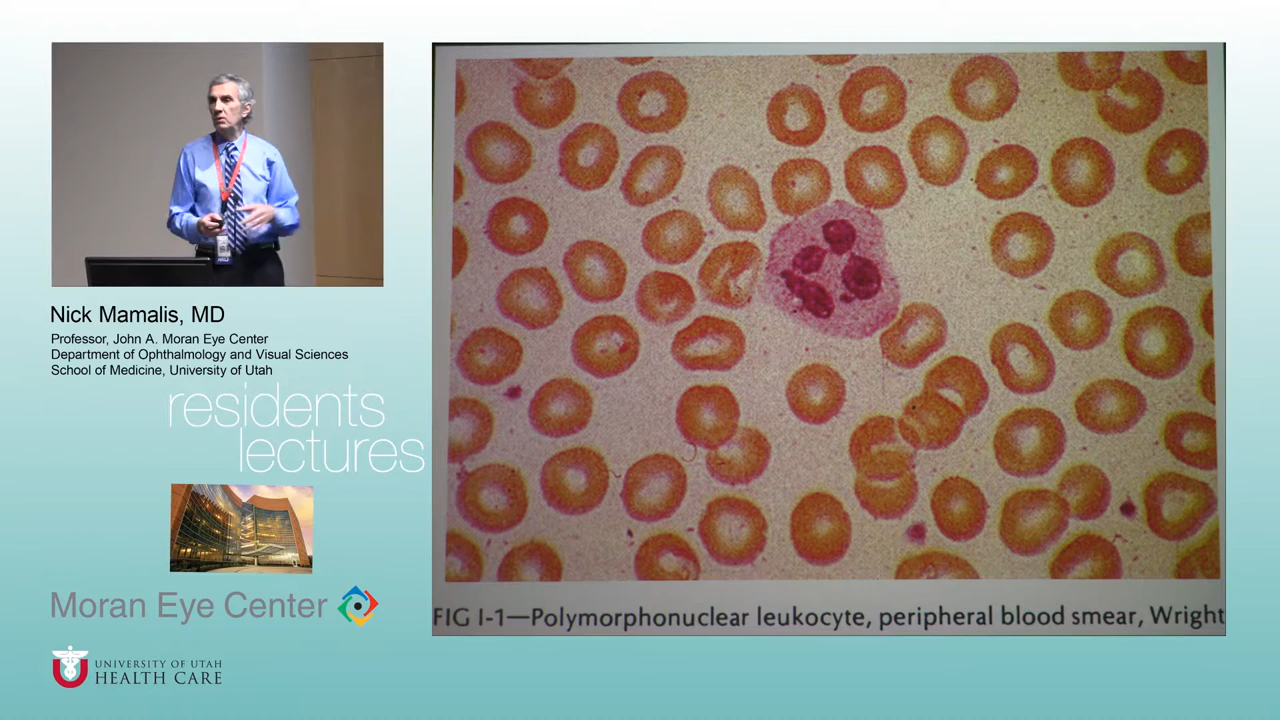 Nick Mamalis, MD
Professor, John A. Moran Eye Center
Department of Ophthalmology and Visual Sciences
School of Medicine, University of Utah
residents
lectures
Moran Eye Center
UNIVERSITY OF UTAH
HEALTH CARE
FIG I-1—Polymorphonuclear leukocyte, peripheral blood smear, Wright